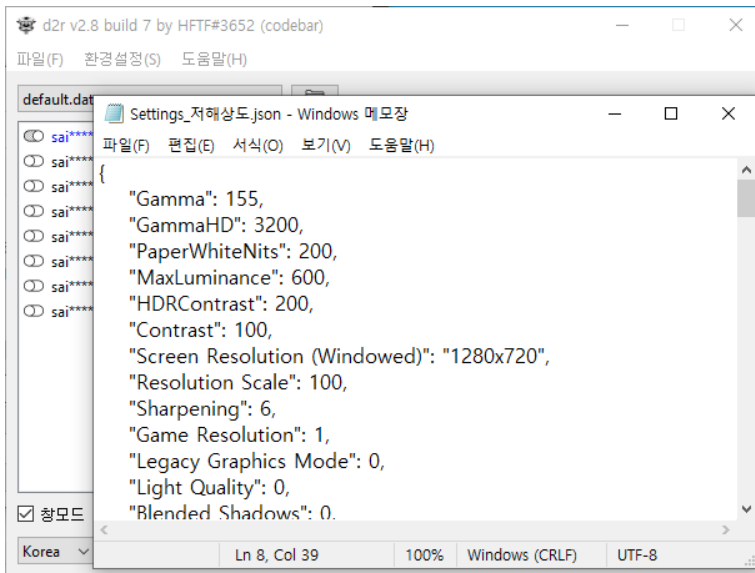 d2r v2.8 build 7 by HFTF#3652 (codebar)
파일(F) 환경설정(S) 도움말(H)
default.dat
Settings_저해상도.json - Windows 메모장
파일(F) 편집(E) 서식(O) 보기(V) 도움말(H)
sai****
sai****
sai****
sai****
sai****
sai****
sai****
sai****
{
"Gamma": 155,
"GammaHD": 3200,
"PaperWhiteNits": 200,
"MaxLuminance": 600,
"HDRContrast": 200,
"Contrast": 100,
"Screen Resolution (Windowed)": "1280x720",
"Resolution Scale": 100,
"Sharpening": 6,
"Game Resolution": 1,
"Legacy Graphics Mode": 0,
"Light Quality": 0,
"Blended Shadows": 0,
창모드
Korea
Ln 8, Col 39 100% Windows (CRLF) UTF-8